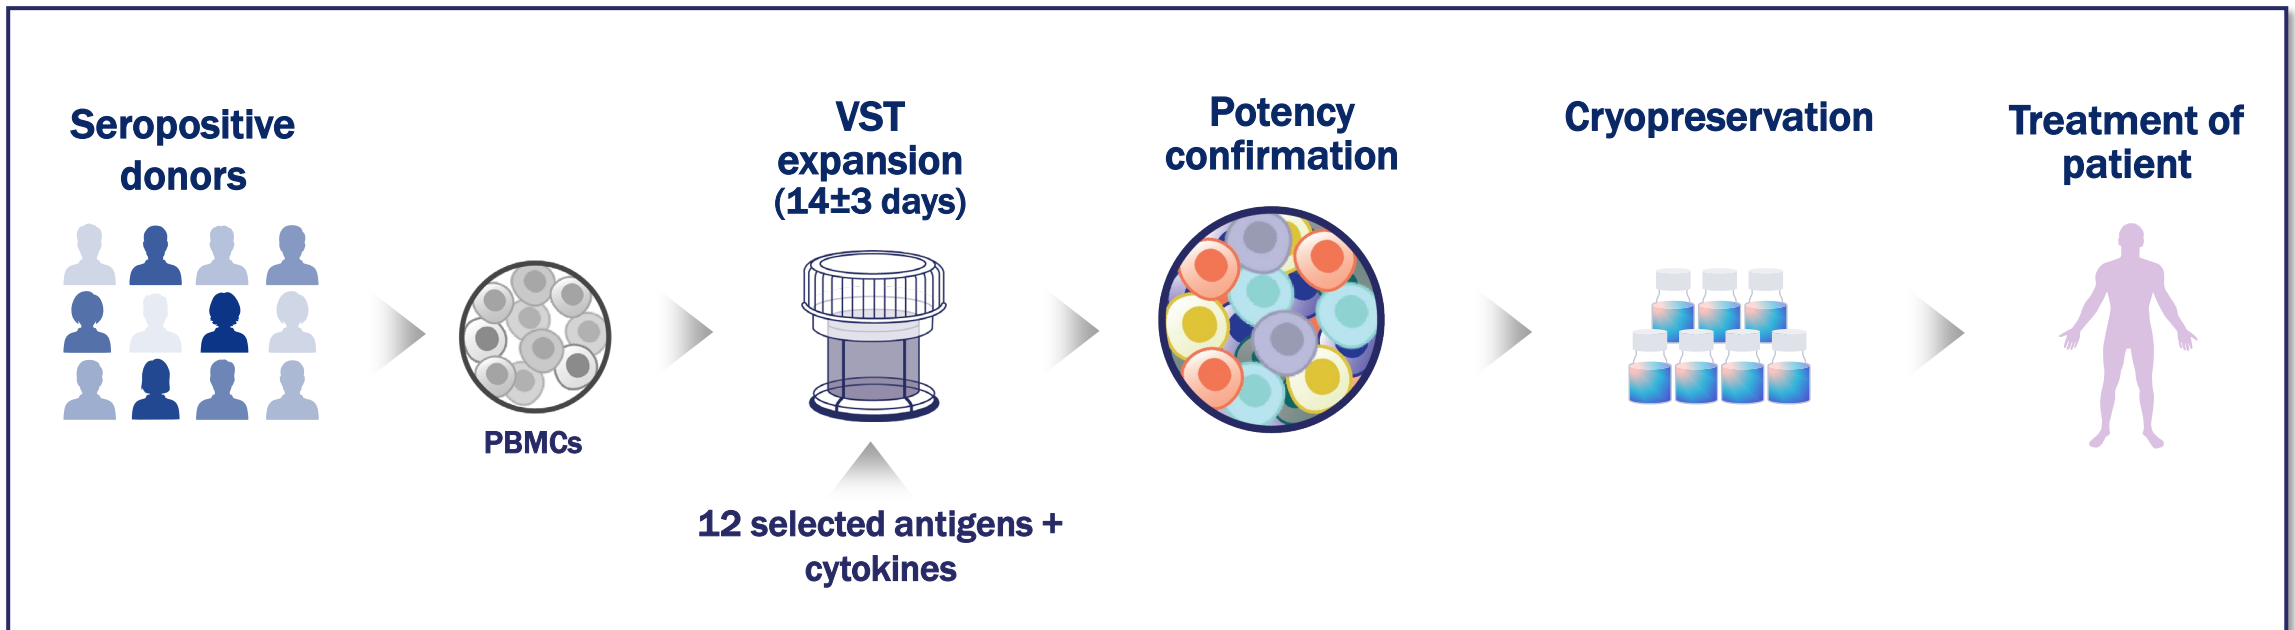 Seropositive
donors
PBMCs
VST
expansion
(14±3 days)
12 selected antigens +
cytokines
Potency
confirmation
Cryopreservation
Treatment of
patient